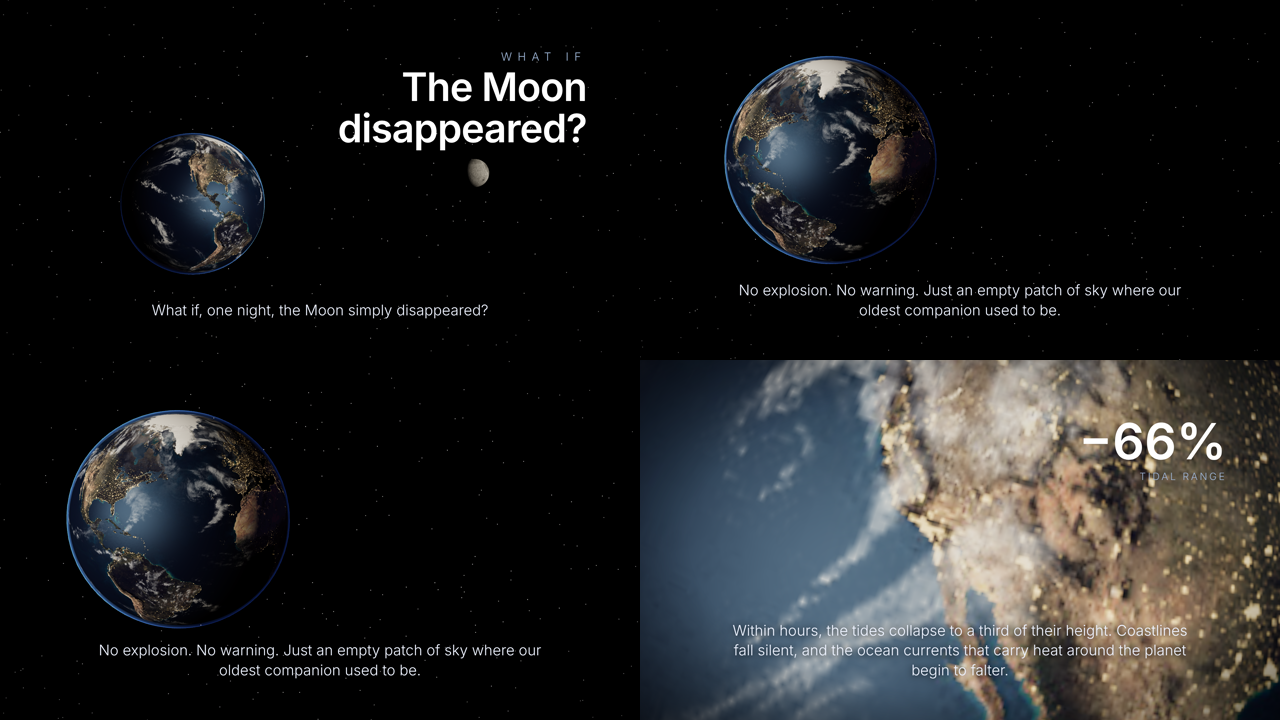 WHAT IF
The Moon
disappeared?
What if, one night, the Moon simply disappeared?
No explosion. No warning. Just an empty patch of sky where our
oldest companion used to be.
No explosion. No warning. Just an empty patch of sky where our
oldest companion used to be.
−66%
TIDAL RANGE
Within hours, the tides collapse to a third of their height. Coastlines
fall silent, and the ocean currents that carry heat around the planet
begin to falter.